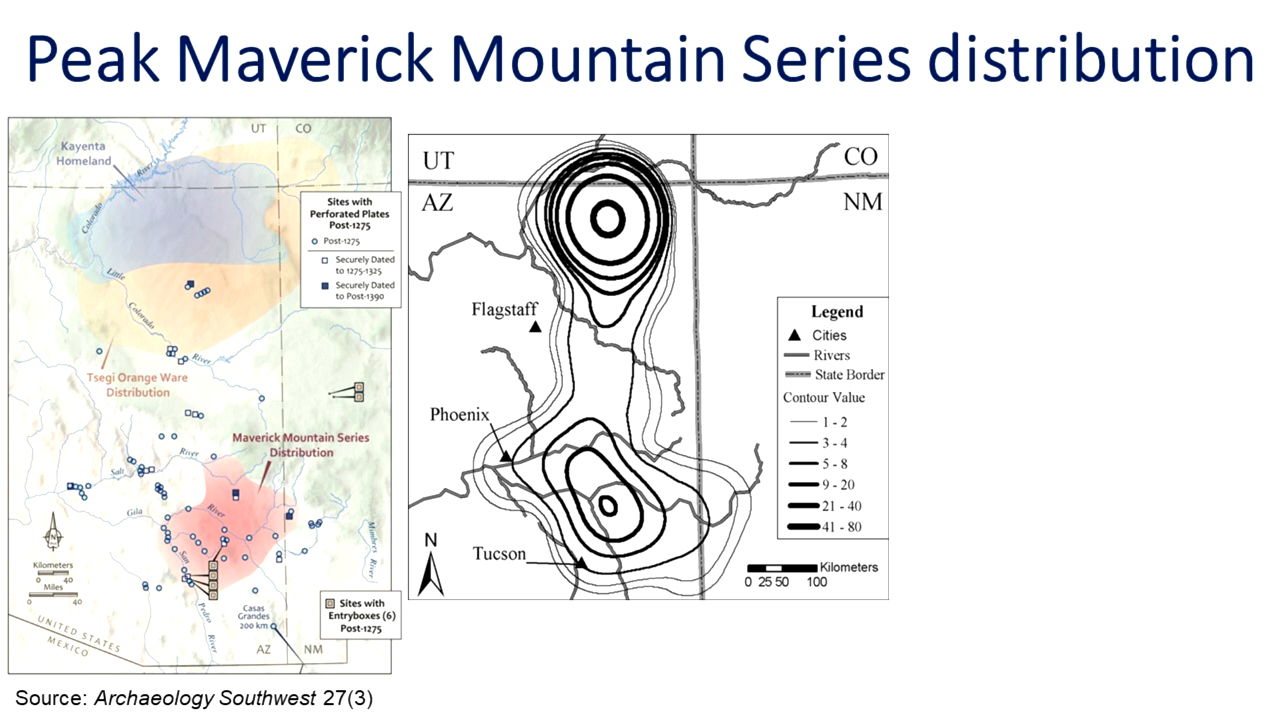 Peak Maverick Mountain Series distribution
UT
CO
Kayenta
Homeland
River
Colorado
Sites with
Perforated Plates
Post-1275
Post-1275
Securely Dated
to 1275-1325
Securely Dated
to Post-1390
Little
Colorado
River
Tsegi Orange Ware
Distribution
Maverick Mountain Series
Distribution
Salt
River
Gila
River
San
Pedro
River
Mimbres
River
N
Kilometers
0 40
Miles
0 40
Casas
Grandes
200 km
Sites with
Entryboxes (6)
Post-1275
UNITED STATES
MEXICO
AZ
NM
Source: Archaeology Southwest 27(3)
UT
CO
AZ
NM
Flagstaff
Phoenix
Tucson
N
Legend
Cities
Rivers
State Border
Contour Value
1 - 2
3 - 4
5 - 8
9 - 20
21 - 40
41 - 80
Kilometers
0 25 50 100